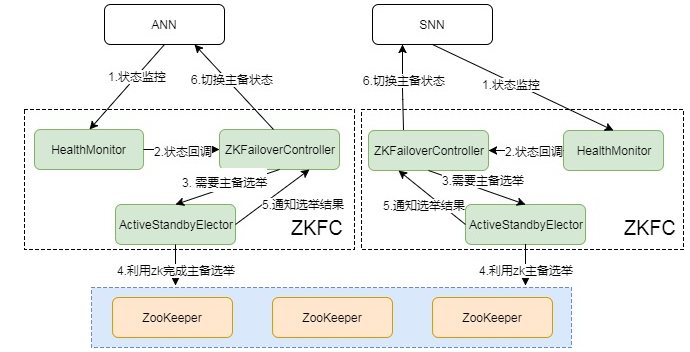 ANN
SNN
1.状态监控
6.切换主备状态
6.切换主备状态
1.状态监控
HealthMonitor
2.状态回调
ZKFailoverController
ZKFailoverController
2.状态回调
HealthMonitor
3. 需要主备选举
3.需要主备选举
5.通知选举结果
5.通知选举结果
ActiveStandbyElector
ZKFC
ActiveStandbyElector
ZKFC
4.利用zk完成主备选举
4.利用zk主备选举
ZooKeeper
ZooKeeper
ZooKeeper